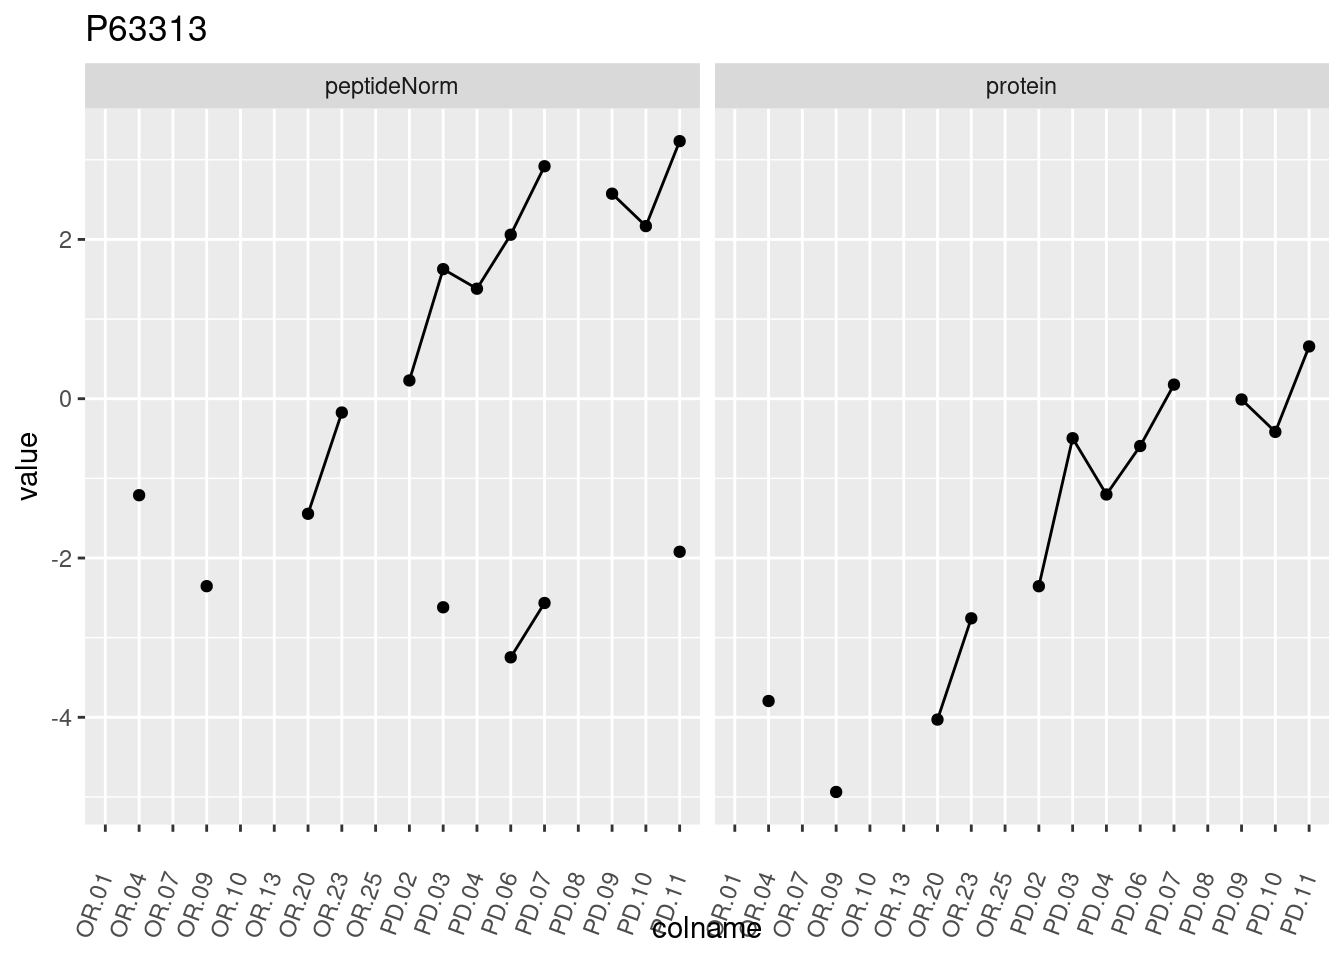 P63313
peptideNorm protein
2
0
-2
-4
value
OR.01 OR.04 OR.07 OR.09 OR.10 OR.13 OR.20 OR.23 OR.25 PD.02 PD.03 PD.04 PD.06 PD.07 PD.08 PD.09 PD.10 PD.11 OR.01 OR.04 OR.07 OR.09 OR.10 OR.13 OR.20 OR.23 OR.25 PD.02 PD.03 PD.04 PD.06 PD.07 PD.08 PD.09 PD.10 PD.11
colname